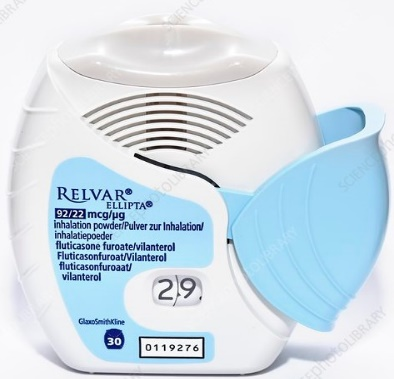 RELVAR®
ELLIPTA®
92/22 mcg/µg
inhalation powder/Pulver zur Inhalation/
inhalatiepoeder
fluticasone furoate/vilanterol
Fluticasonfuroat/Vilanterol
fluticasonfuroaat/
vilanterol
29
GlaxoSmithKline
30
0119276